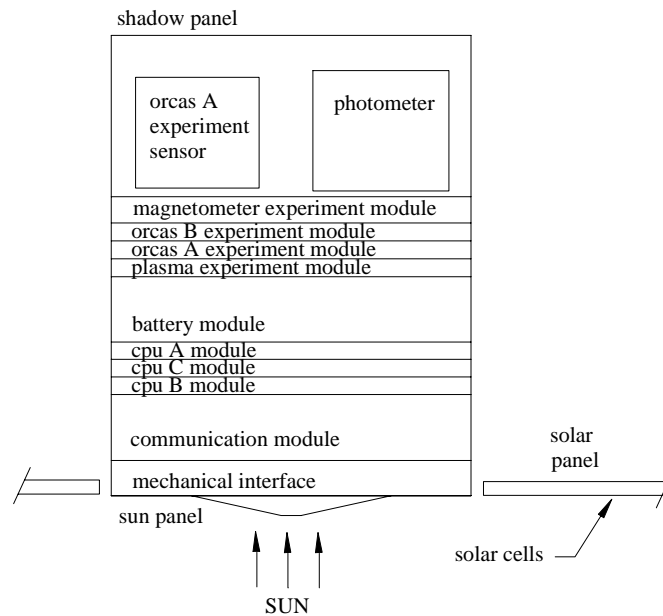 shadow panel
orcas A
experiment
sensor
photometer
magnetometer experiment module
orcas B experiment module
orcas A experiment module
plasma experiment module
battery module
cpu A module
cpu C module
cpu B module
communication module
mechanical interface
solar
panel
sun panel
solar cells
SUN